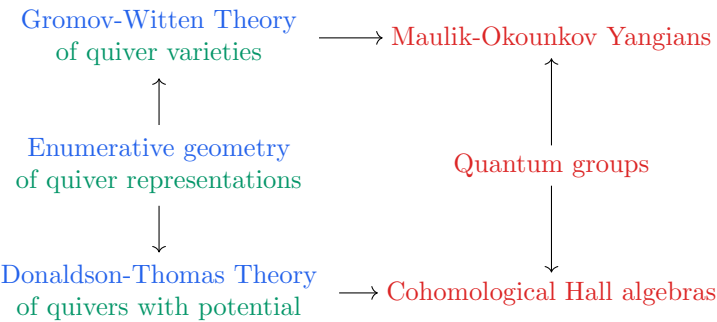 Gromov-Witten Theory
of quiver varieties
Maulik-Okounkov Yangians
Enumerative geometry
of quiver representations
Quantum groups
Donaldson-Thomas Theory
of quivers with potential
Cohomological Hall algebras